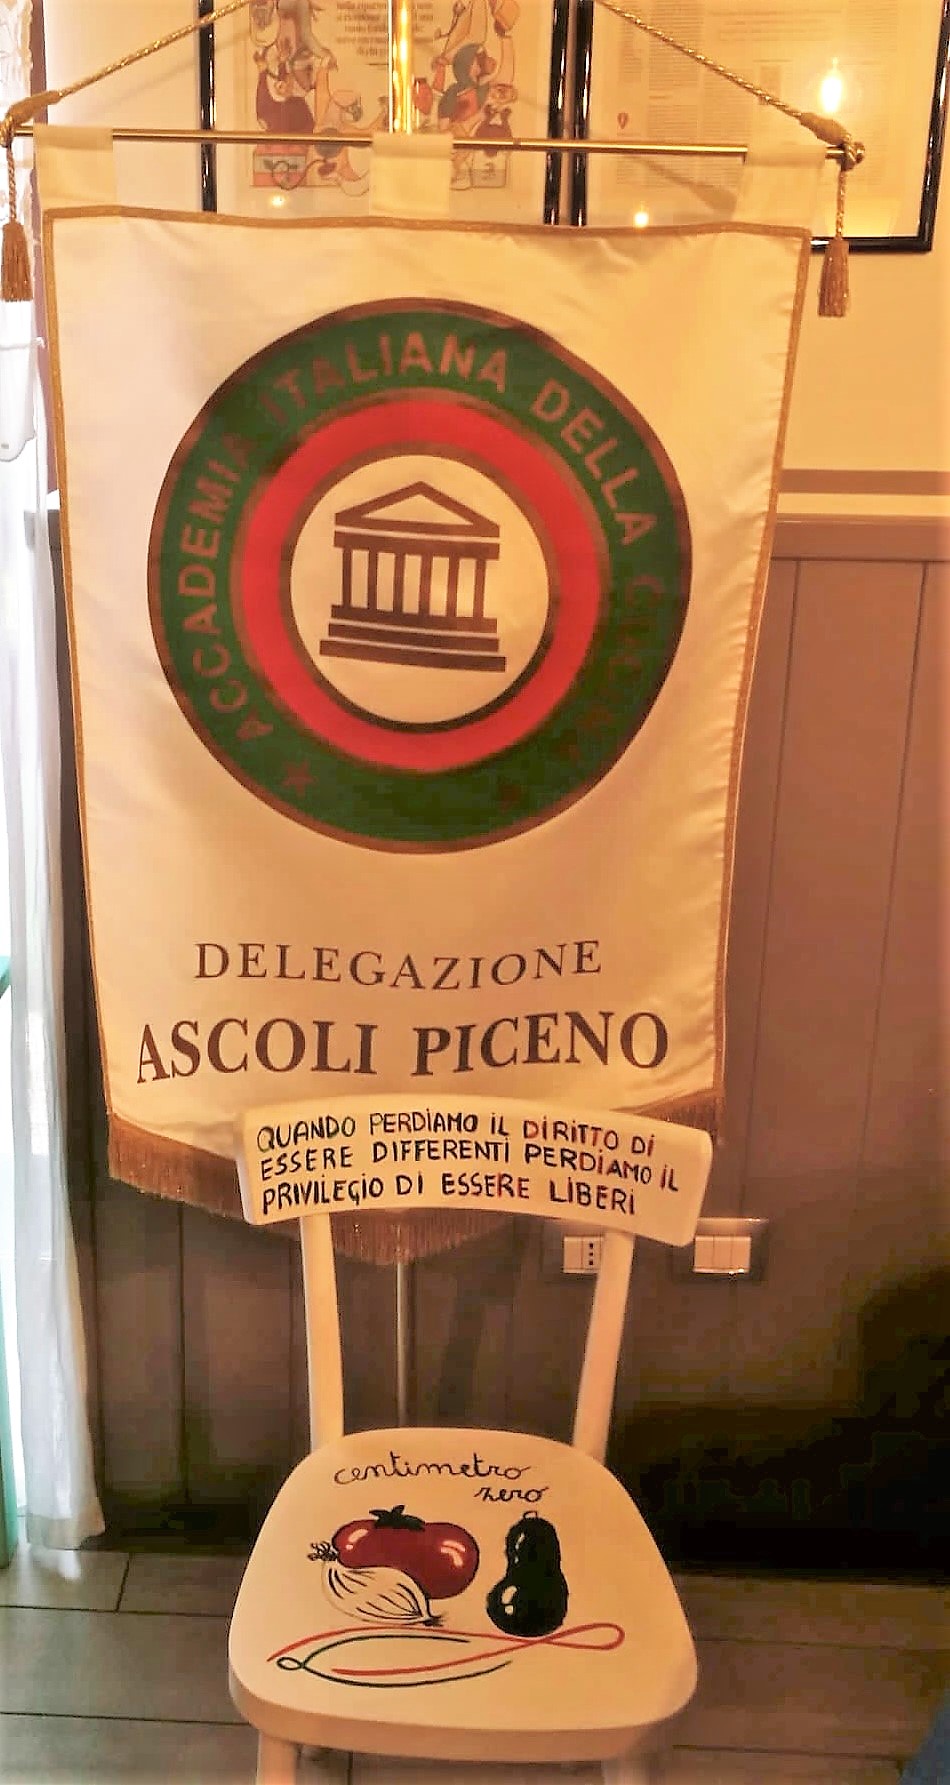 ACCADEMIA ITALIANA DELLA CUCINA
DELEGAZIONE
ASCOLI PICENO
QUANDO PERDIAMO IL DIRITTO DI
ESSERE DIFFERENTI PERDIAMO IL
PRIVILEGIO DI ESSERE LIBERI
centimetro
zero